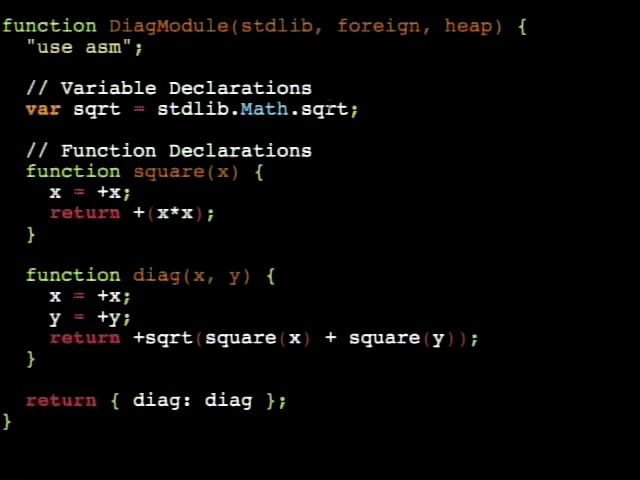 function DiagModule(stdlib, foreign, heap) {
"use asm";
// Variable Declarations
var sqrt = stdlib.Math.sqrt;
// Function Declarations
function square(x) {
x = +x;
return +(x*x);
}
function diag(x, y) {
x = +x;
y = +y;
return +sqrt(square(x) + square(y));
}
return { diag: diag };
}